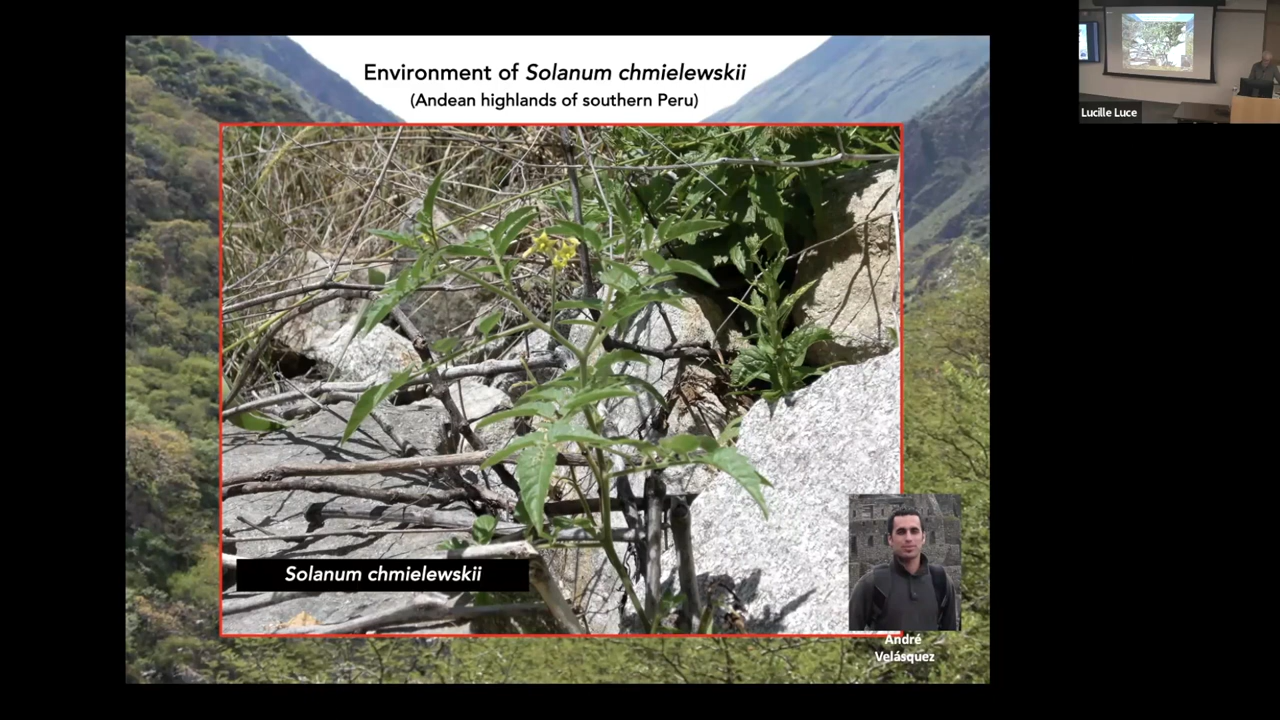 Environment of Solanum chmielewskii
(Andean highlands of southern Peru)
Solanum chmielewskii
André
Velásquez
Lucille Luce